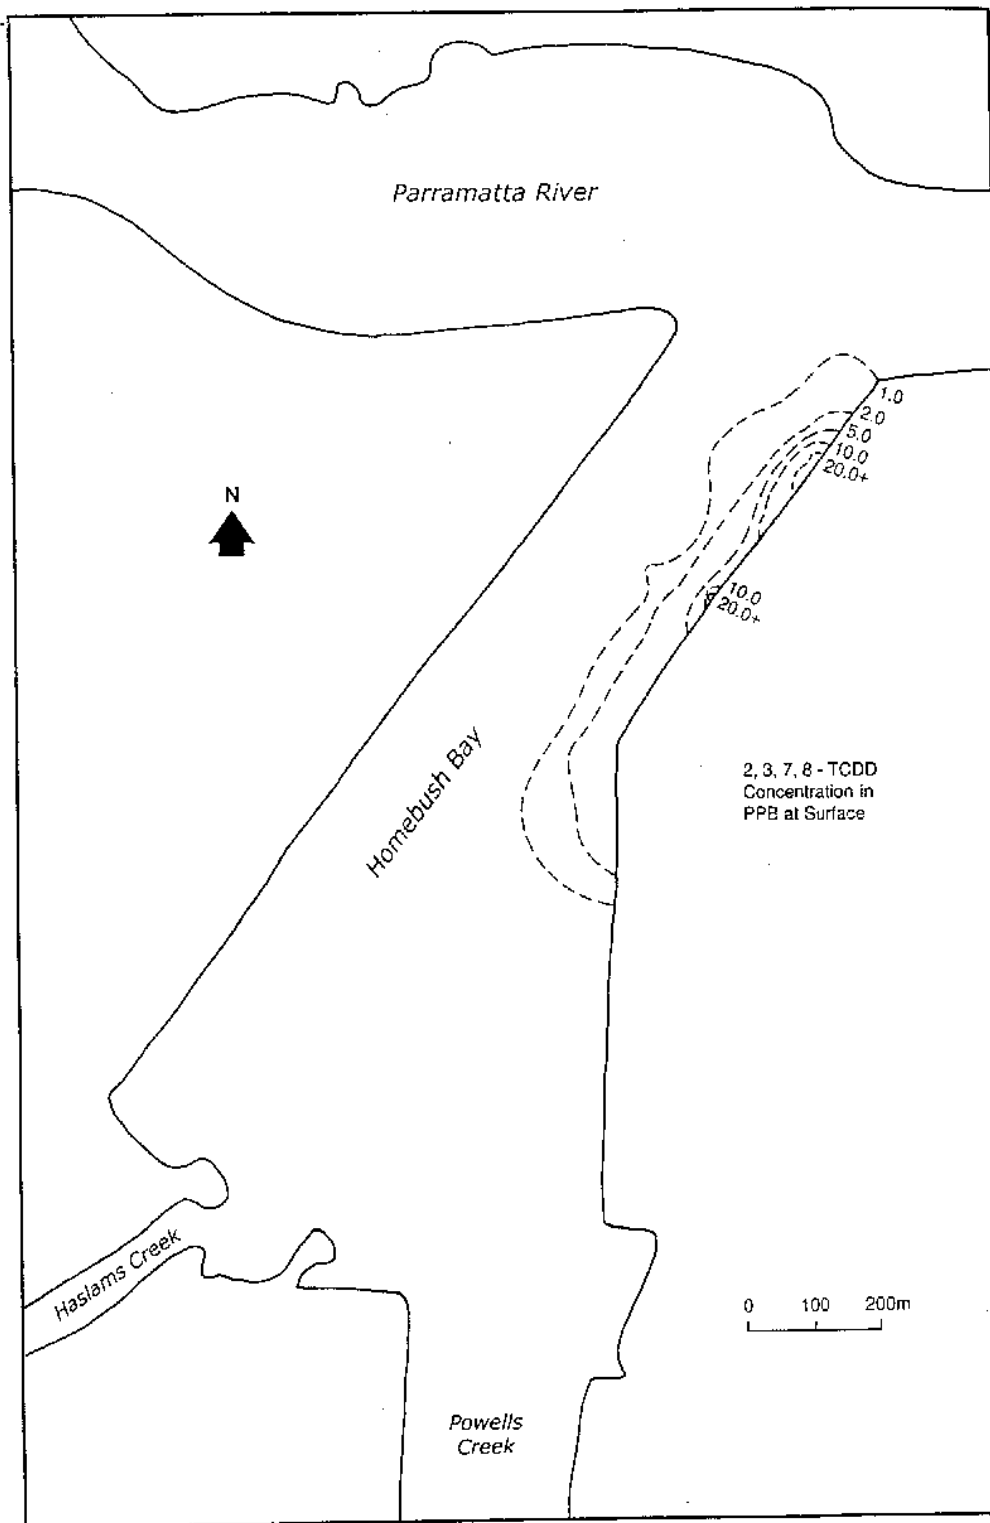 Parramatta River
1.0
2.0
5.0
10.0
20.0+
N
10.0
20.0+
Homebush Bay
2, 3, 7, 8 - TCDD
Concentration in
PPB at Surface
Haslams Creek
0 100 200m
Powells
Creek